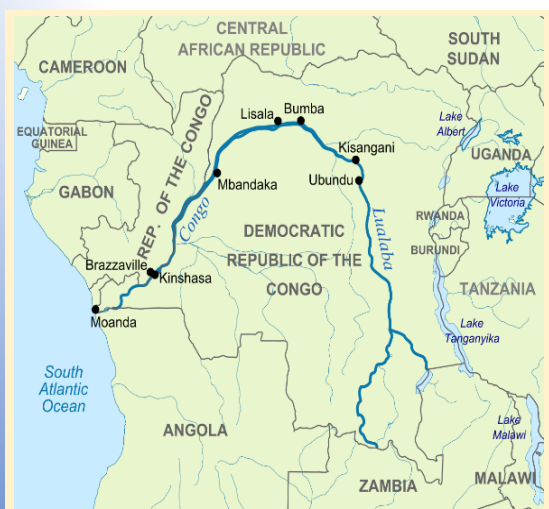 CENTRAL
AFRICAN REPUBLIC
SOUTH
SUDAN
CAMEROON
Lisala
Bumba
Lake
Albert
EQUATORIAL
GUINEA
REP. OF THE CONGO
Kisangani
UGANDA
Mbandaka
Ubundu
Lake
Victoria
GABON
Congo
Lualaba
RWANDA
DEMOCRATIC
REPUBLIC OF THE
CONGO
BURUNDI
Brazzaville
Kinshasa
TANZANIA
Moanda
Lake
Tanganyika
South
Atlantic
Ocean
ANGOLA
Lake
Malawi
ZAMBIA
MALAWI